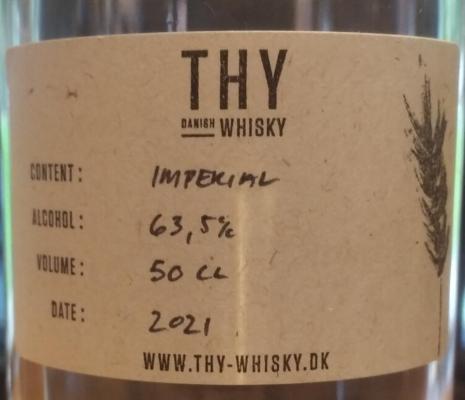 THY
DANISH WHISKY
CONTENT: IMPERIAL
ALCOHOL: 63,5%
VOLUME: 50 CL
DATE: 2021
WWW.THY-WHISKY.DK